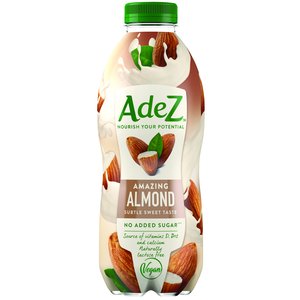 AdeZ
NOURISH YOUR POTENTIAL
AMAZING
ALMOND
SUBTLE SWEET TASTE
NO ADDED SUGAR
Source of vitamins D, B12
and calcium
Naturally
lactose free
Vegan